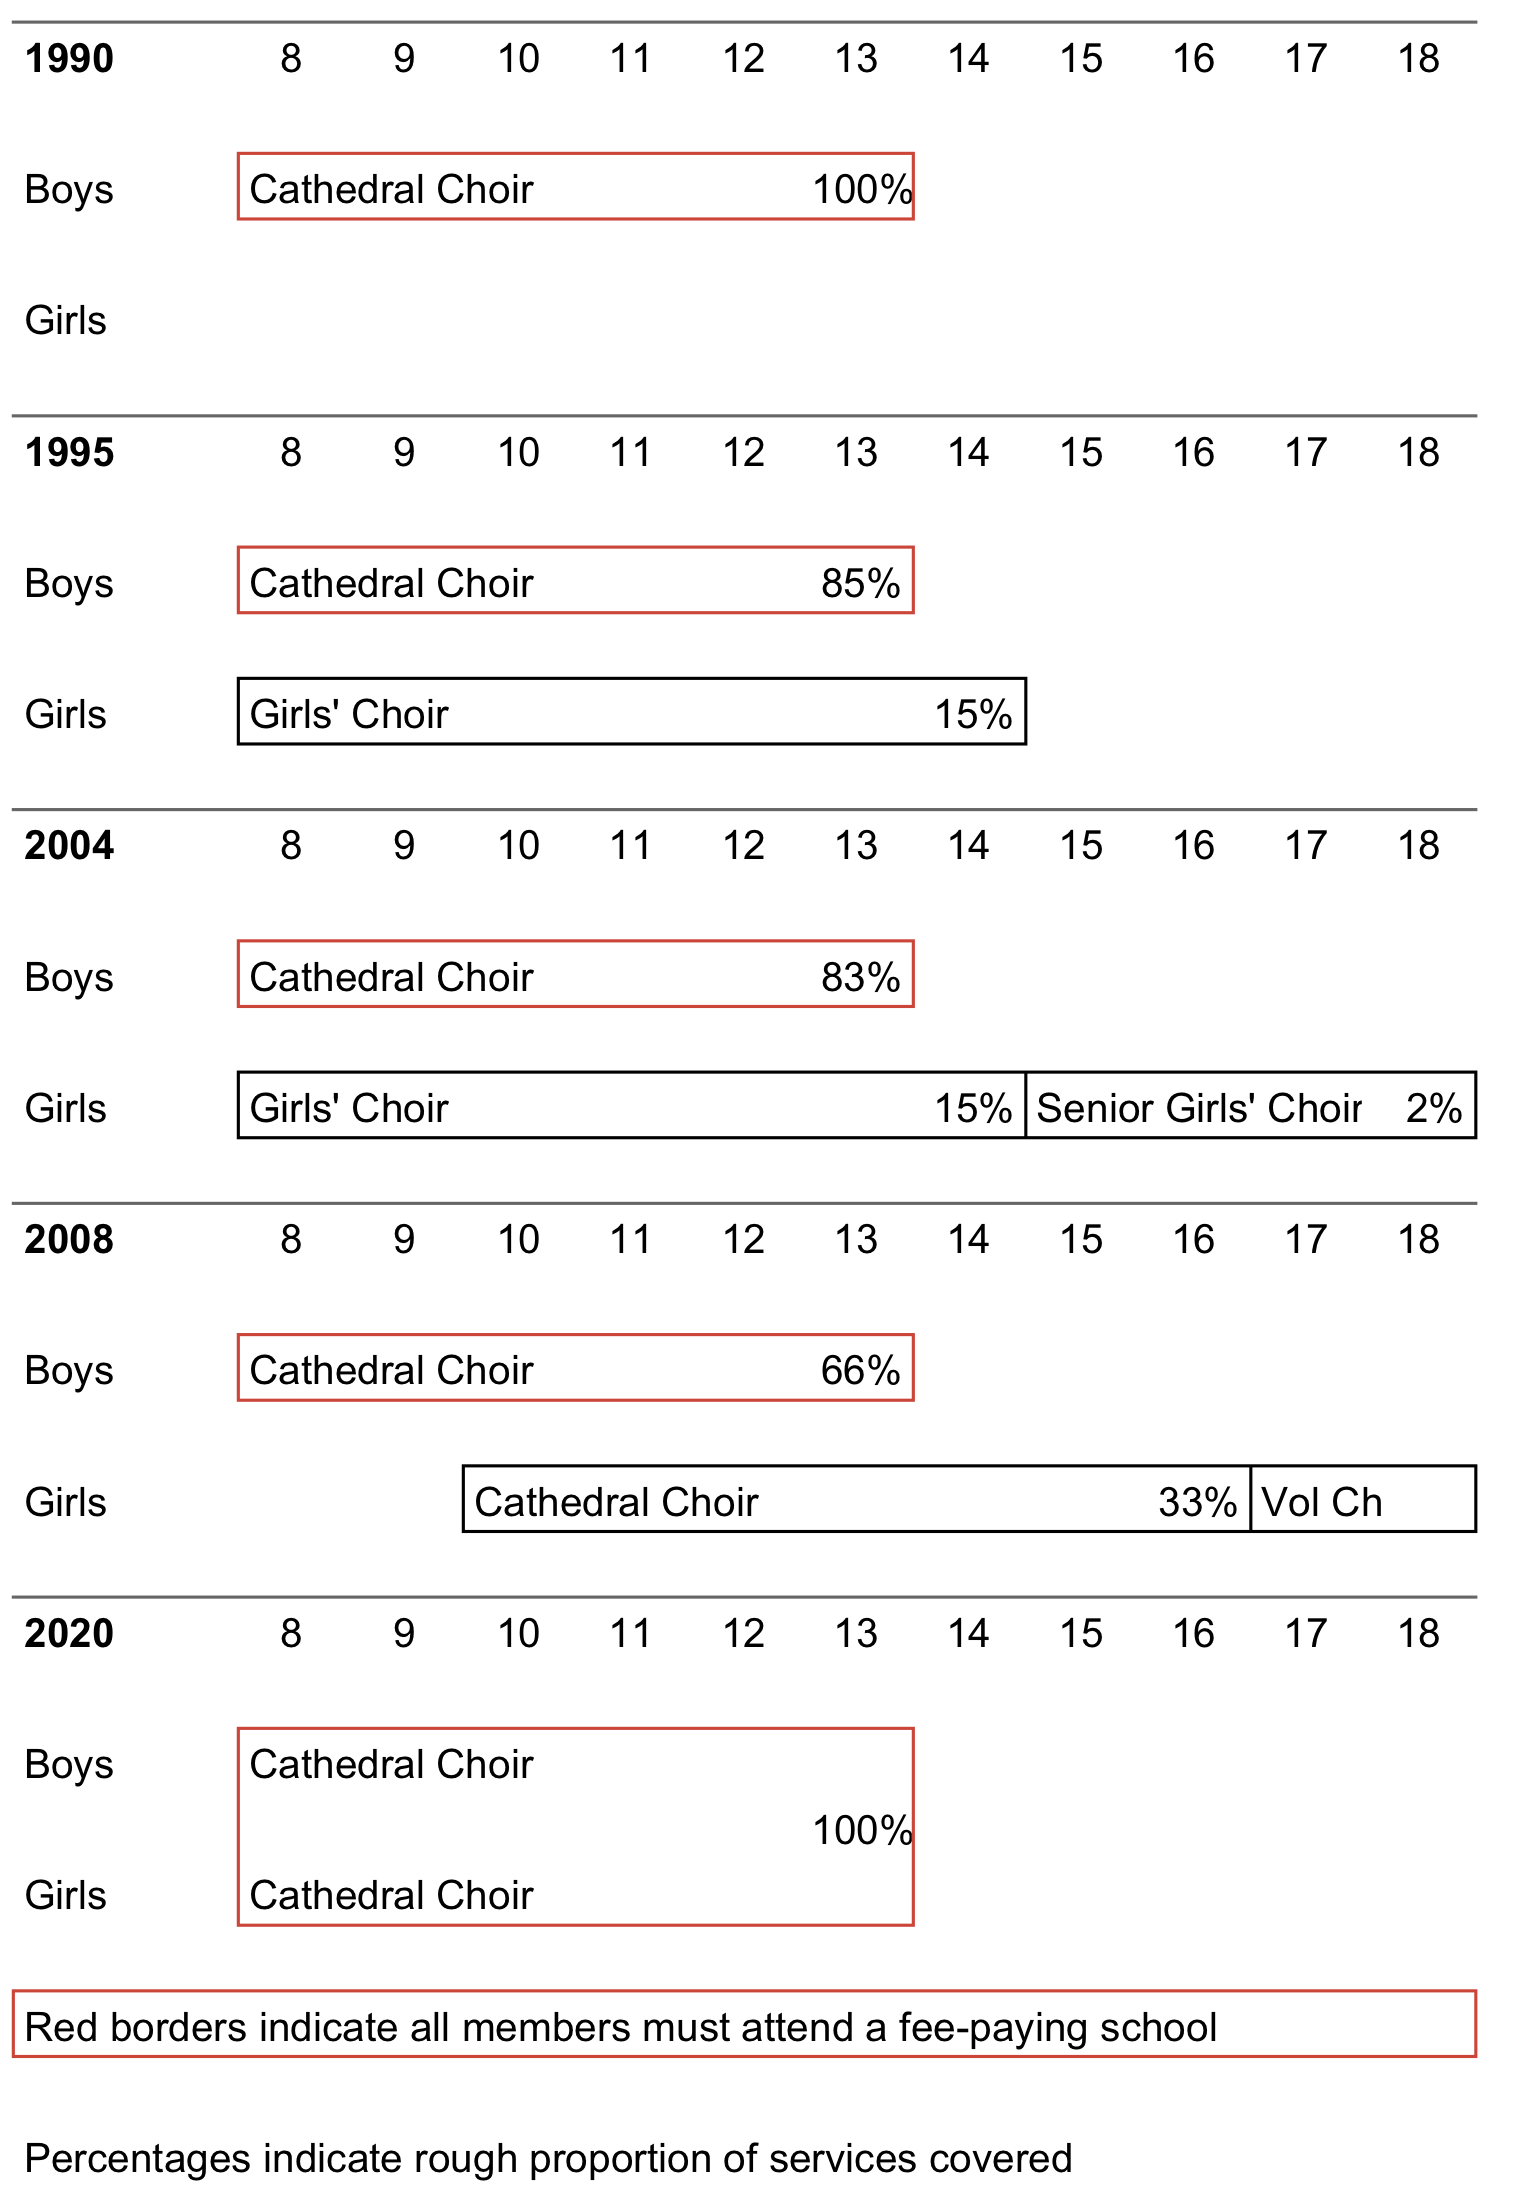 1990 8 9 10 11 12 13 14 15 16 17 18
Boys Cathedral Choir 100%
Girls
1995 8 9 10 11 12 13 14 15 16 17 18
Boys Cathedral Choir 85%
Girls Girls' Choir 15%
2004 8 9 10 11 12 13 14 15 16 17 18
Boys Cathedral Choir 83%
Girls Girls' Choir 15% Senior Girls' Choir 2%
2008 8 9 10 11 12 13 14 15 16 17 18
Boys Cathedral Choir 66%
Girls Cathedral Choir 33% Vol Ch
2020 8 9 10 11 12 13 14 15 16 17 18
Boys Cathedral Choir
100%
Girls Cathedral Choir
Red borders indicate all members must attend a fee-paying school
Percentages indicate rough proportion of services covered